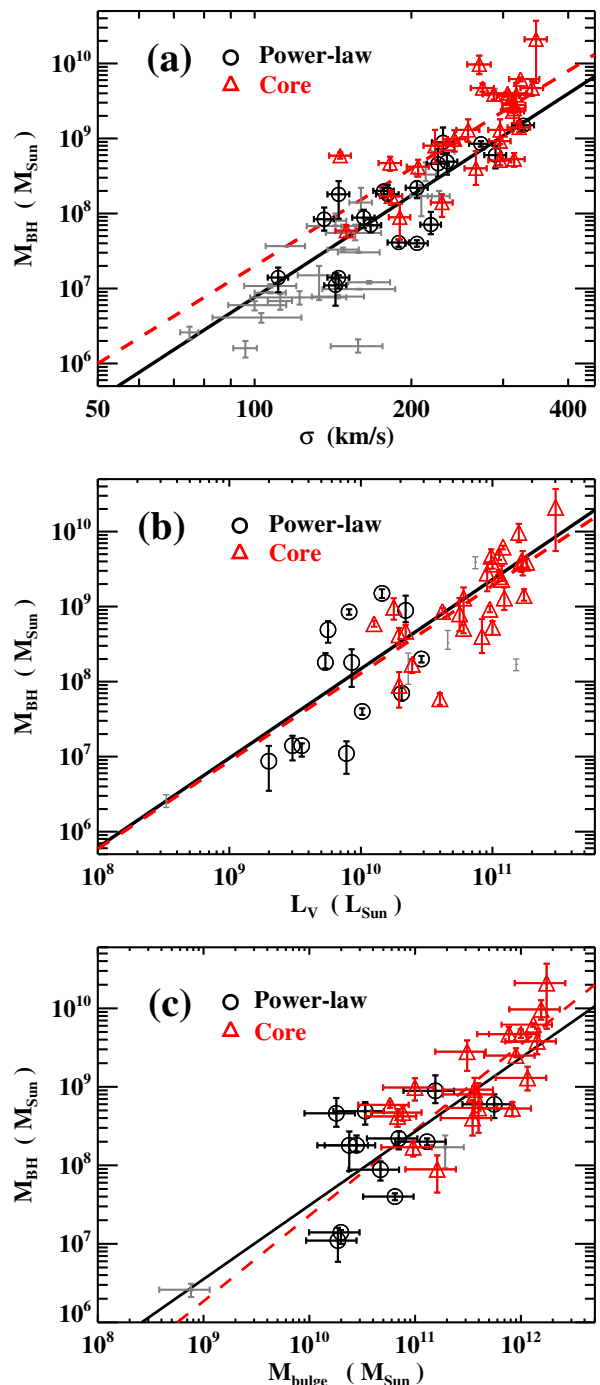 (a)
Power-law
Core
10^10
10^9
10^8
10^7
10^6
M_BH ( M_Sun )
50 100 200 400
σ (km/s)
(b)
Power-law
Core
10^10
10^9
10^8
10^7
10^6
M_BH ( M_Sun )
10^8 10^9 10^10 10^11
L_V ( L_Sun )
(c)
Power-law
Core
10^10
10^9
10^8
10^7
10^6
M_BH ( M_Sun )
10^8 10^9 10^10 10^11 10^12
M_bulge ( M_Sun )